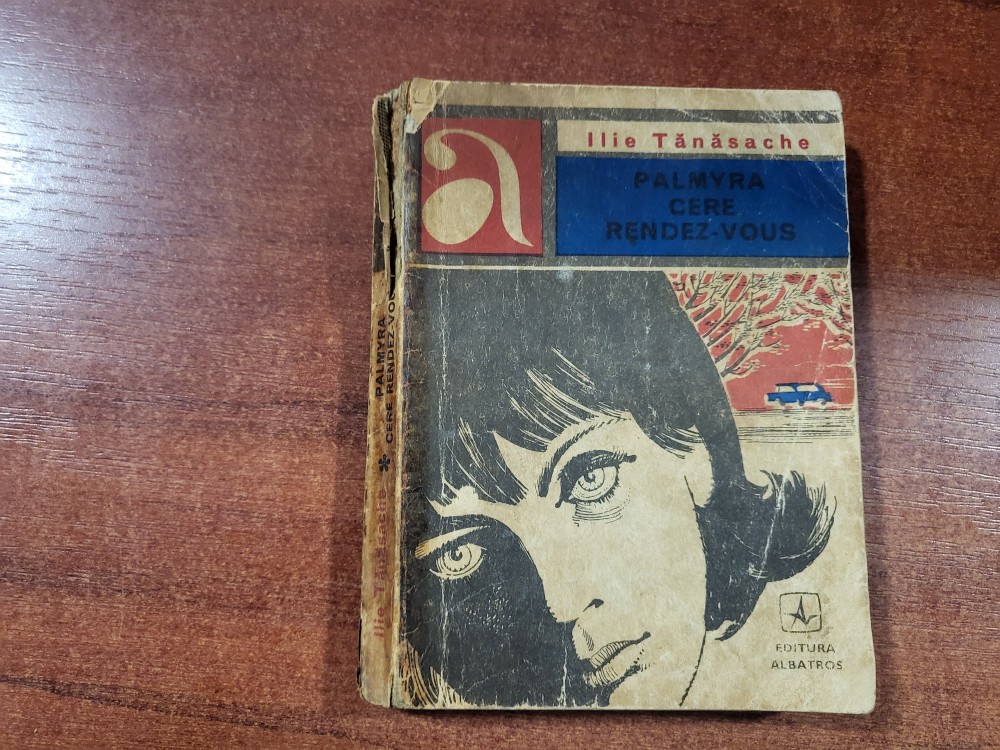 a
Ilie Tănăsache
PALMYRA
CERE
RENDEZ-VOUS
EDITURA
ALBATROS
Ilie Tănăsache * PALMYRA
CERE RENDEZ-VOUS